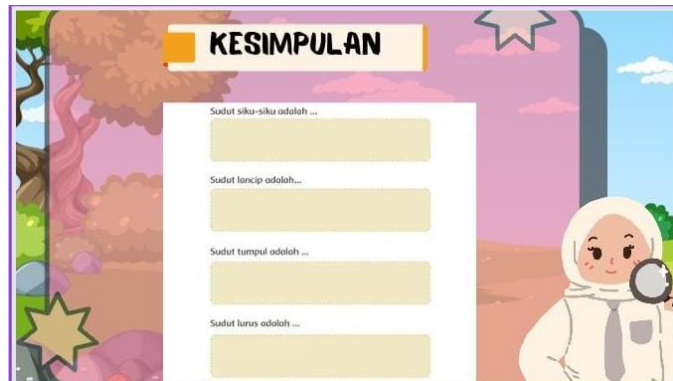 KESIMPULAN
Sudut siku-siku adalah ...
Sudut lancip adalah...
Sudut tumpul adalah ...
Sudut lurus adalah ...